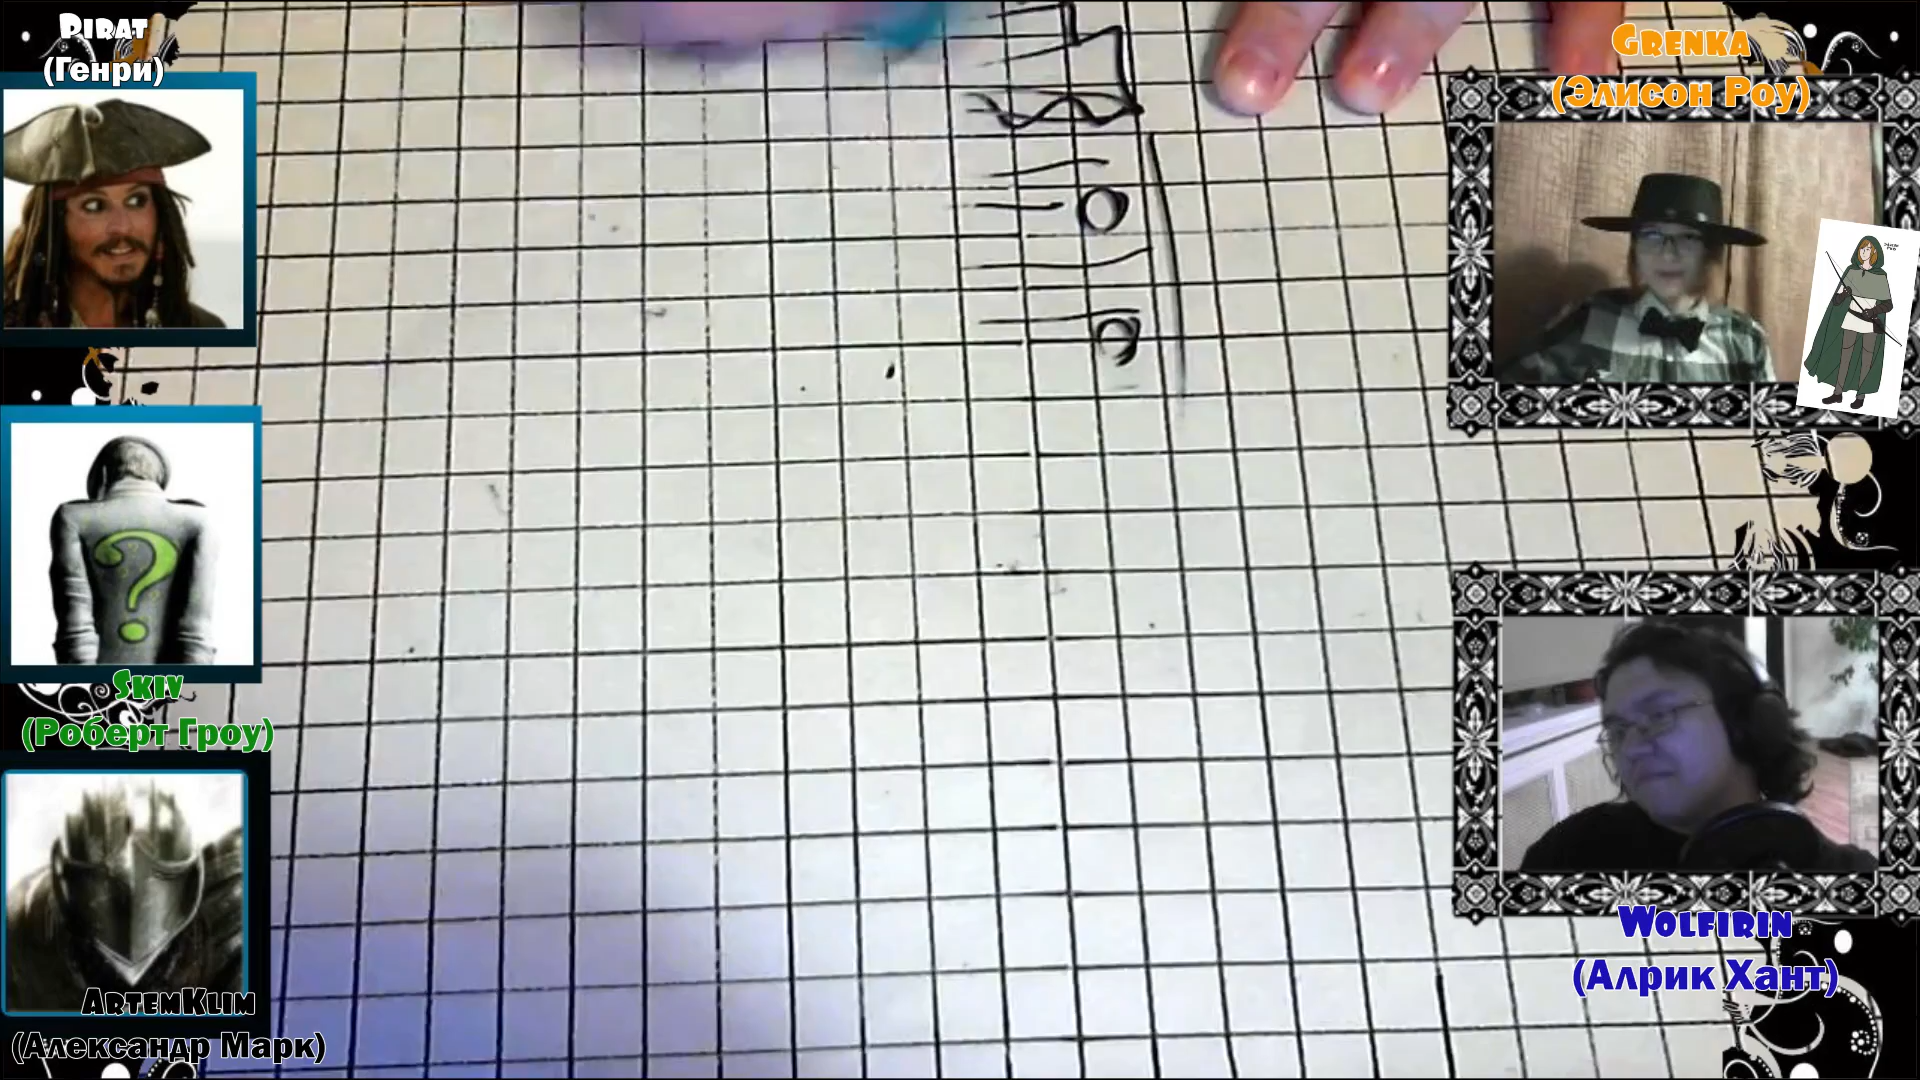 Pirat
(Генри)
Skiv
(Роберт Гроу)
ArtemKlim
(Александр Марк)
Grenka
(Элисон Роу)
Wolfirin
(Алрик Хант)